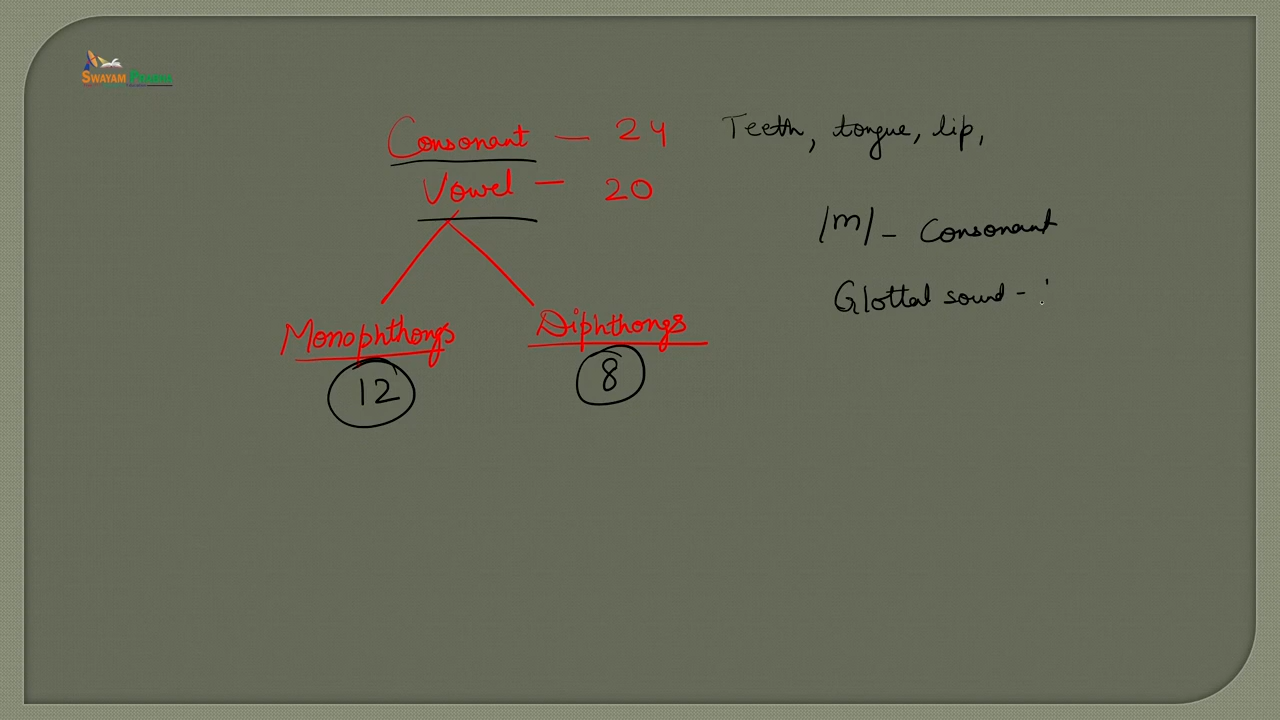 SWAYAM PRABHA
Consonant — 24
Teeth, tongue, lip,
Vowel — 20
/m/ - Consonant
Glottal sound -
Monophthongs
Diphthongs
12
8